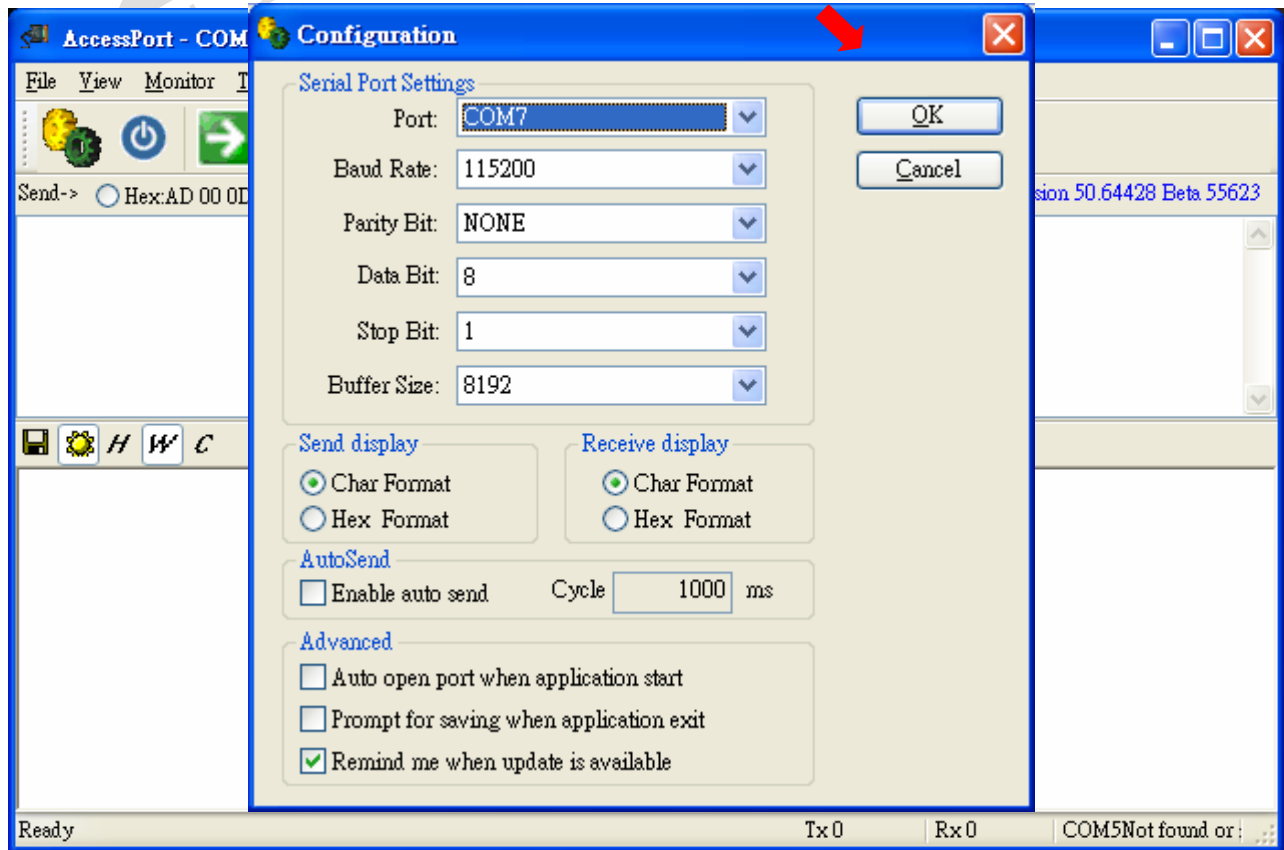 AccessPort - COM
Configuration
File View Monitor T
Serial Port Settings
Port: COM7
OK
Baud Rate: 115200
Cancel
Send-> Hex:AD 00 0D
sion 50.64428 Beta 55623
Parity Bit: NONE
Data Bit: 8
Stop Bit: 1
Buffer Size: 8192
H W C
Send display
Receive display
Char Format
Char Format
Hex Format
Hex Format
AutoSend
Enable auto send Cycle 1000 ms
Advanced
Auto open port when application start
Prompt for saving when application exit
Remind me when update is available
Ready Tx 0 Rx 0 COM5Not found or